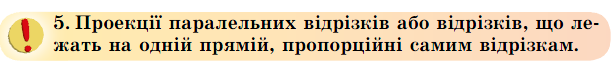 5. Проекції паралельних відрізків або відрізків, що ле-
жать на одній прямій, пропорційні самим відрізкам.